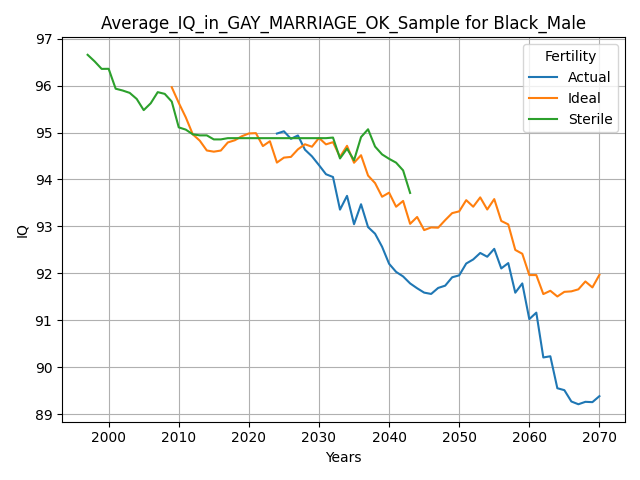 Average_IQ_in_GAY_MARRIAGE_OK_Sample for Black_Male
Fertility
Actual
Ideal
Sterile
97
96
95
94
93
92
91
90
89
IQ
2000 2010 2020 2030 2040 2050 2060 2070
Years